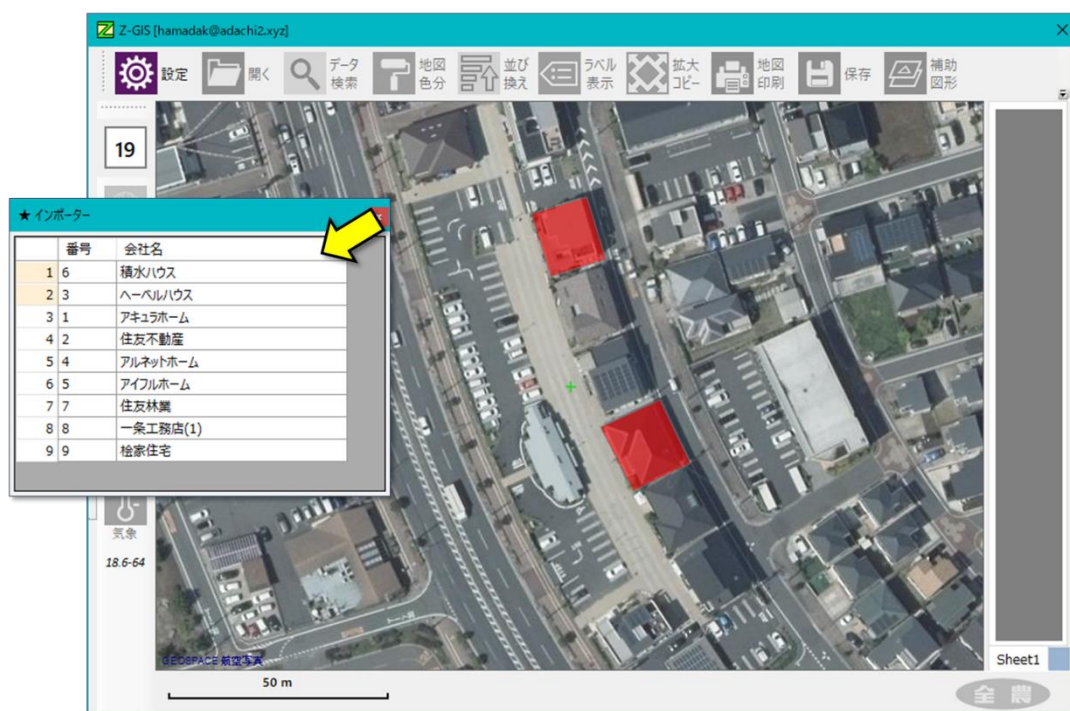 Z-GIS [hamadak@adachi2.xyz]
設定
開く
データ
検索
地図
色分
並び
換え
ラベル
表示
拡大
コピー
地図
印刷
保存
補助
図形
19
★ インポーター
番号 会社名
1 6 積水ハウス
2 3 ヘーベルハウス
3 1 アキュラホーム
4 2 住友不動産
5 4 アルネットホーム
6 5 アイフルホーム
7 7 住友林業
8 8 一条工務店(1)
9 9 桧家住宅
気象
18.6-64
GEOSPACE 航空写真
50 m
Sheet1
全農